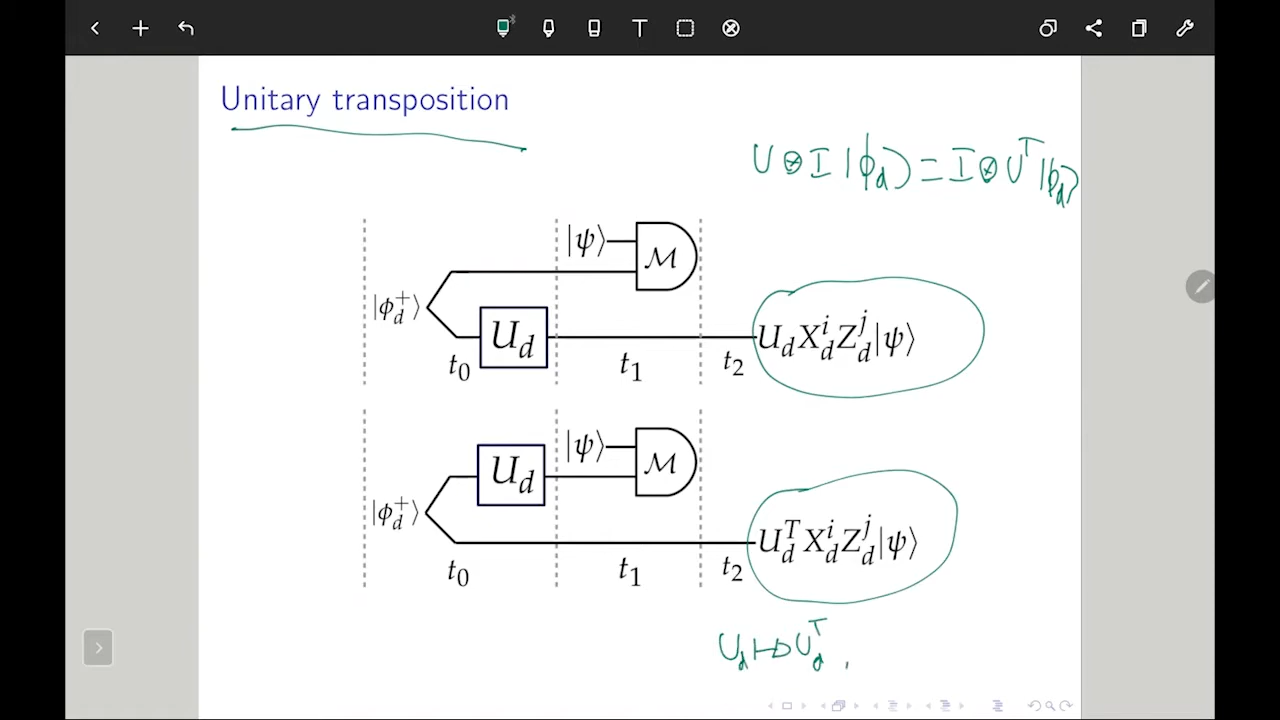 Unitary transposition
U ⊗ I |ϕ_d⟩ = I ⊗ U^T |ϕ_d⟩
|ψ⟩ M
|ϕ_d^+⟩ U_d U_d X_d^i Z_d^j |ψ⟩
t_0 t_1 t_2
U_d |ψ⟩ M
|ϕ_d^+⟩ U_d^T X_d^i Z_d^j |ψ⟩
t_0 t_1 t_2
U_d ↦ U_d^T ,